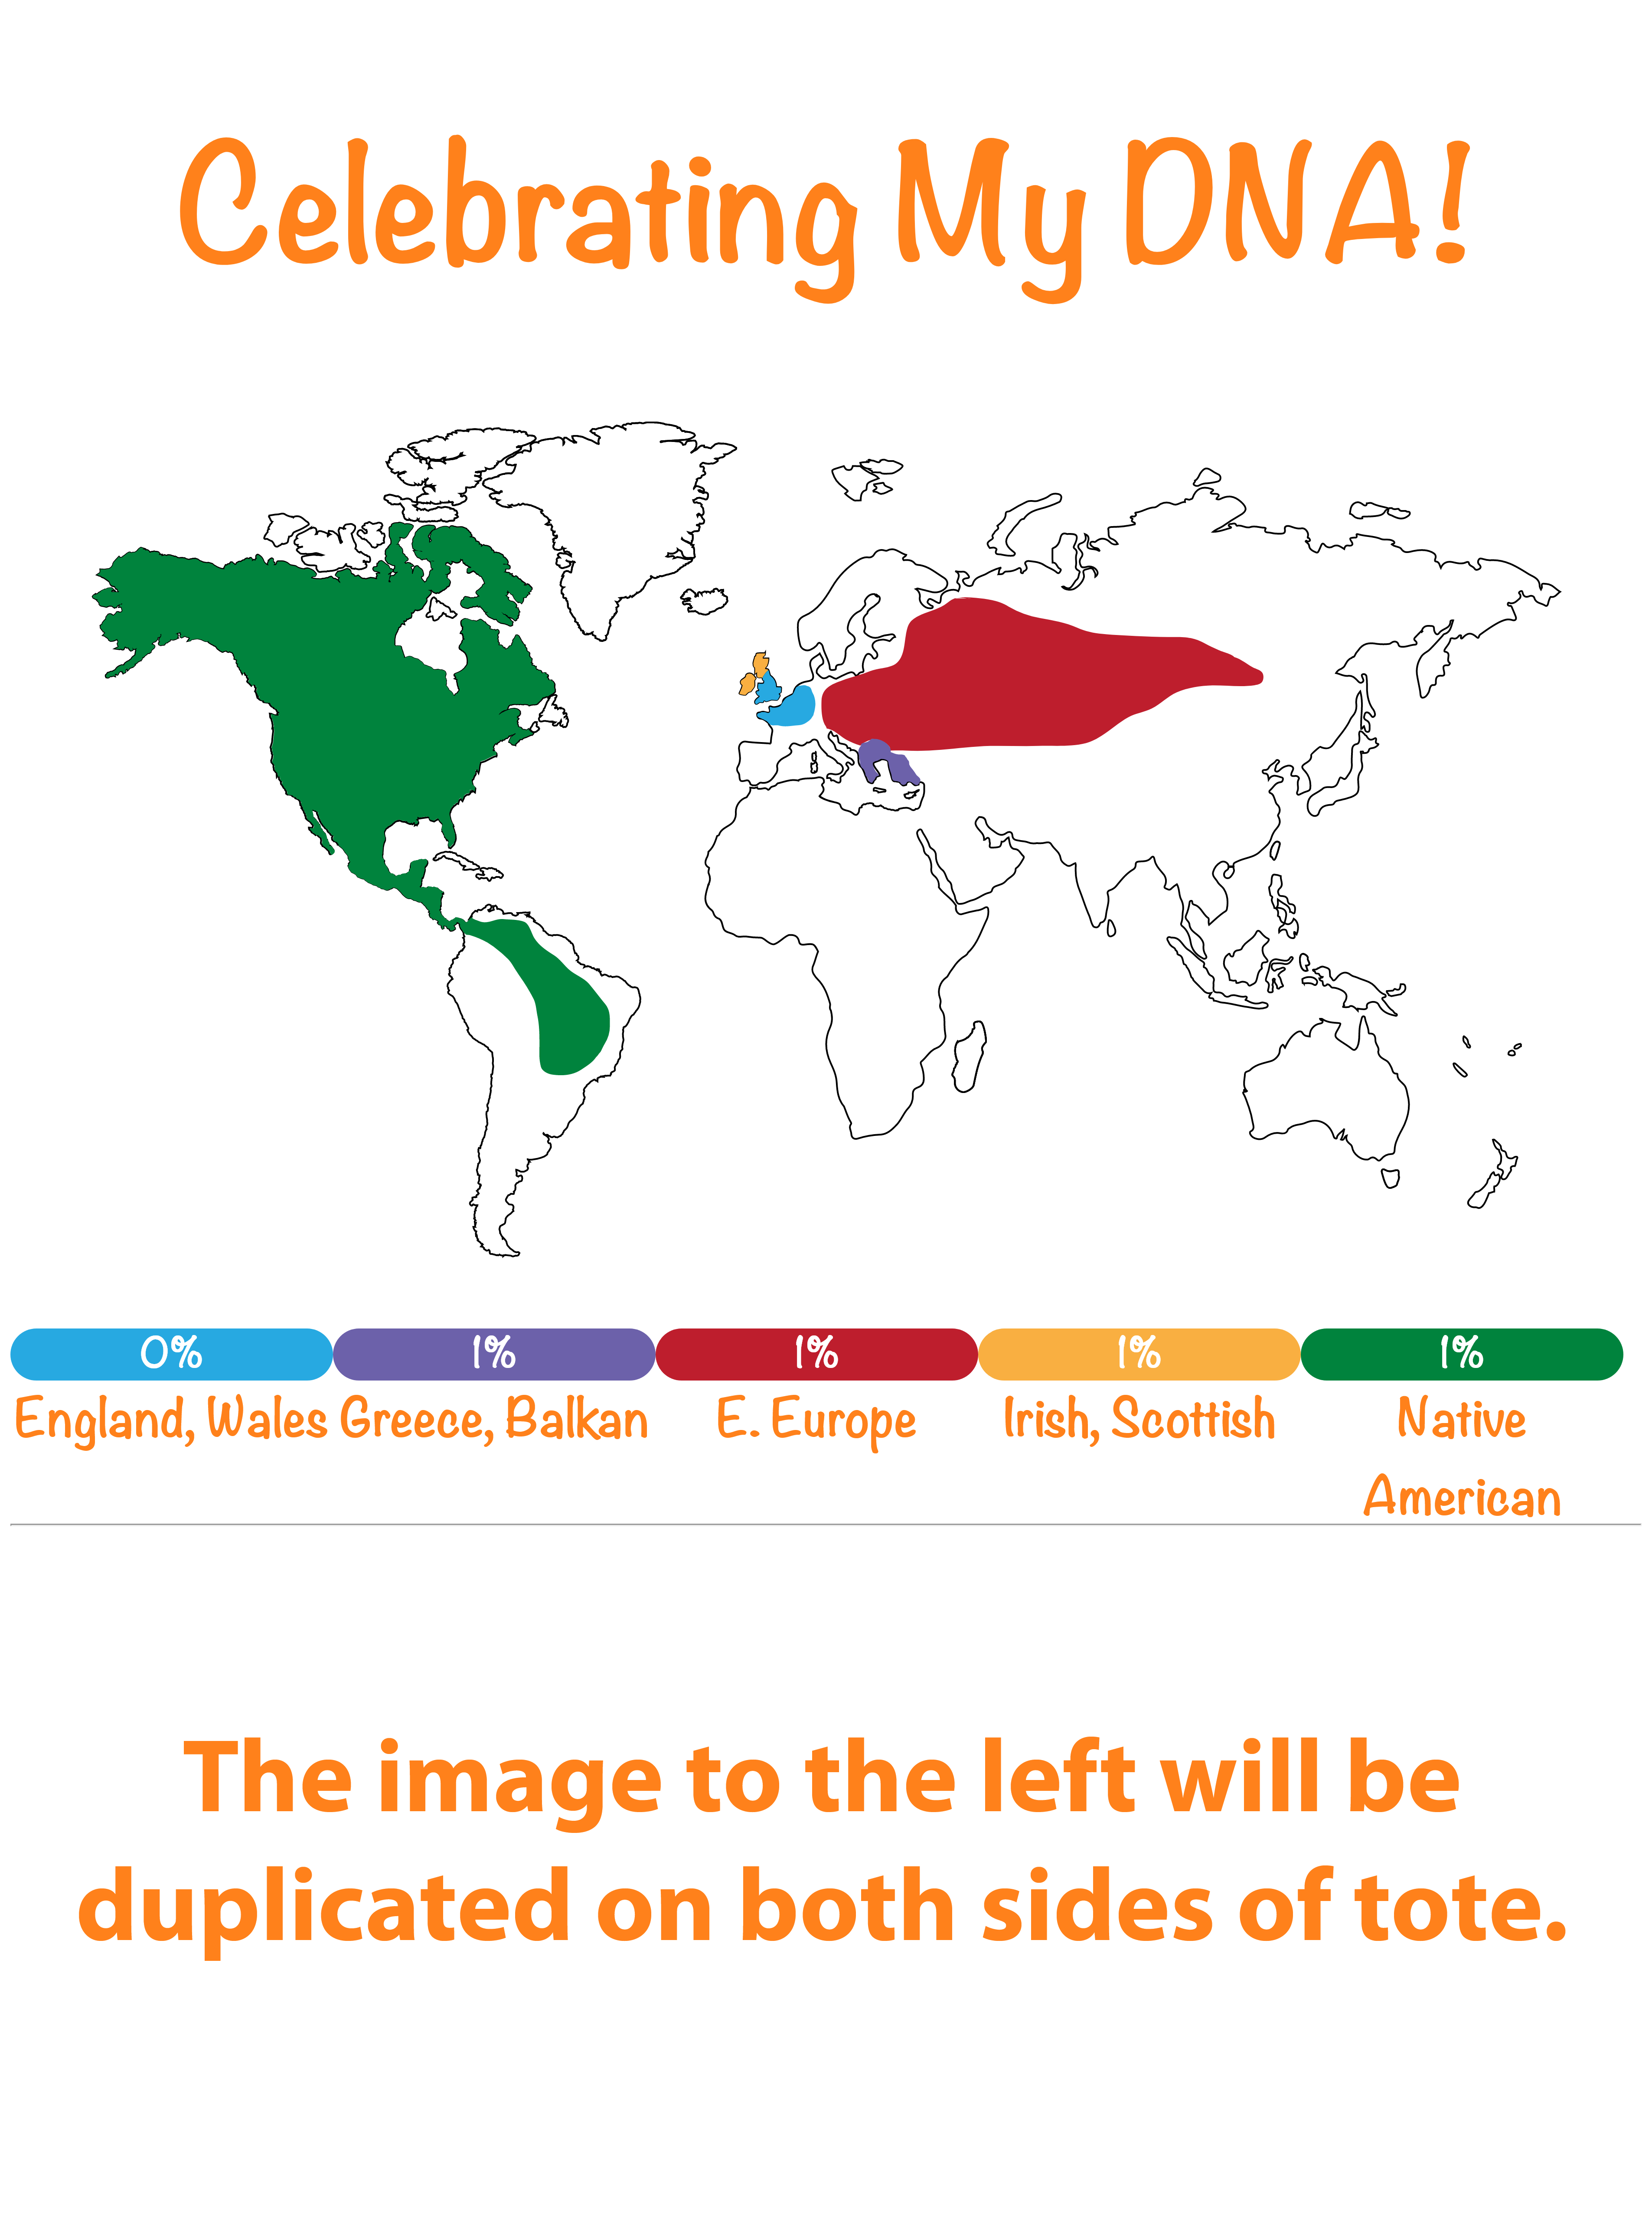 Celebrating My DNA!
0% 1% 1% 1% 1%
England, Wales Greece, Balkan E. Europe Irish, Scottish Native
American
The image to the left will be
duplicated on both sides of tote.